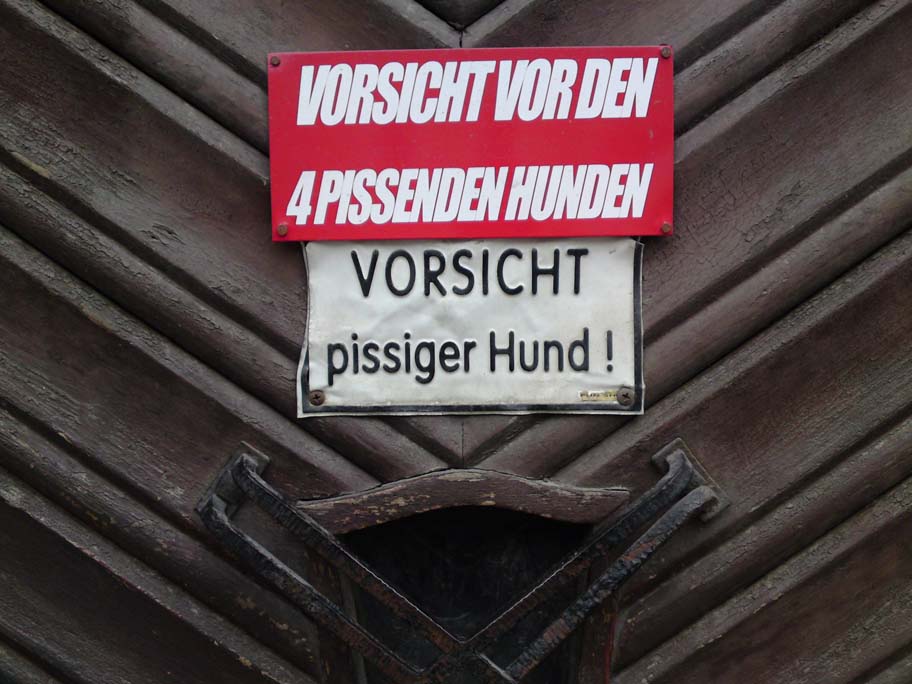 VORSICHT VOR DEN
4 PISSENDEN HUNDEN
VORSICHT
pissiger Hund !